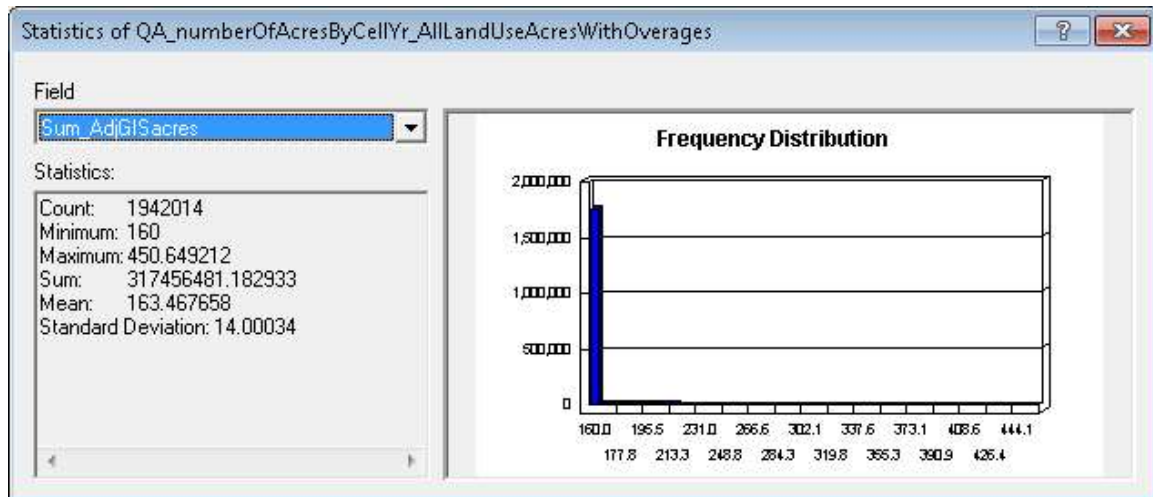 Statistics of QA_numberOfAcresByCellYr_AllLandUseAcresWithOverages
Field
Sum_AdjGISacres
Statistics:
Count: 1942014
Minimum: 160
Maximum: 450.649212
Sum: 317456481.182933
Mean: 163.467658
Standard Deviation: 14.00034
Frequency Distribution
2,000,000
1,500,000
1,000,000
500,000
0
160.0 195.5 231.0 266.6 302.1 337.6 373.1 408.6 444.1
177.8 213.3 248.8 284.3 319.8 355.3 390.9 426.4